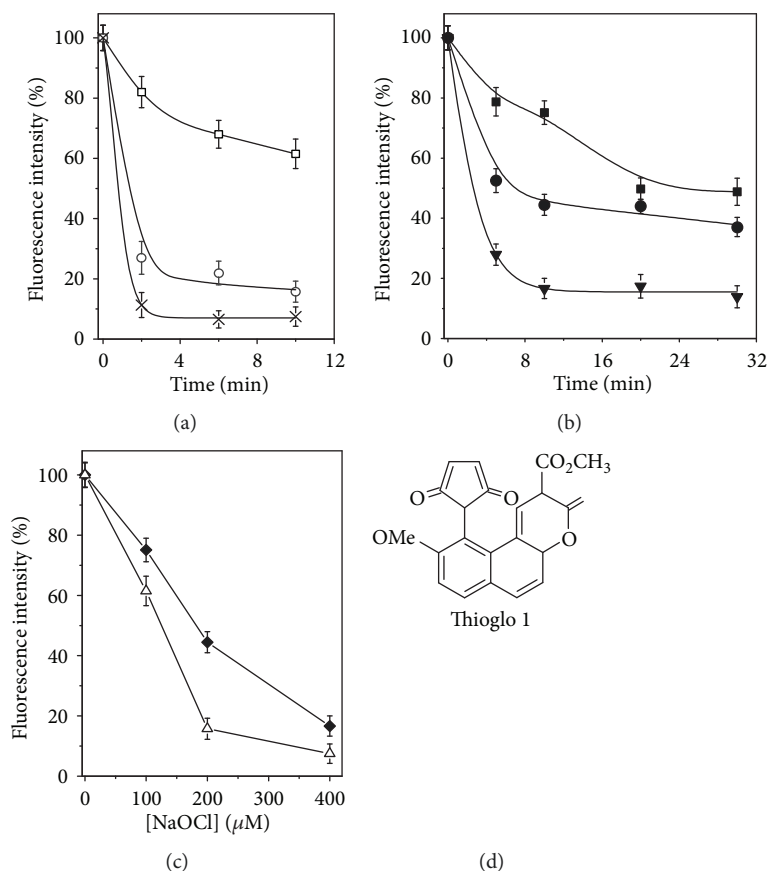 100
80
60
40
20
0
Fluorescence intensity (%)
0 4 8 12
Time (min)
(a)
100
80
60
40
20
0
Fluorescence intensity (%)
0 8 16 24 32
Time (min)
(b)
100
80
60
40
20
0
Fluorescence intensity (%)
0 100 200 300 400
[NaOCl] (μM)
(c)
CO₂CH₃
O O
OMe O
Thioglo 1
(d)